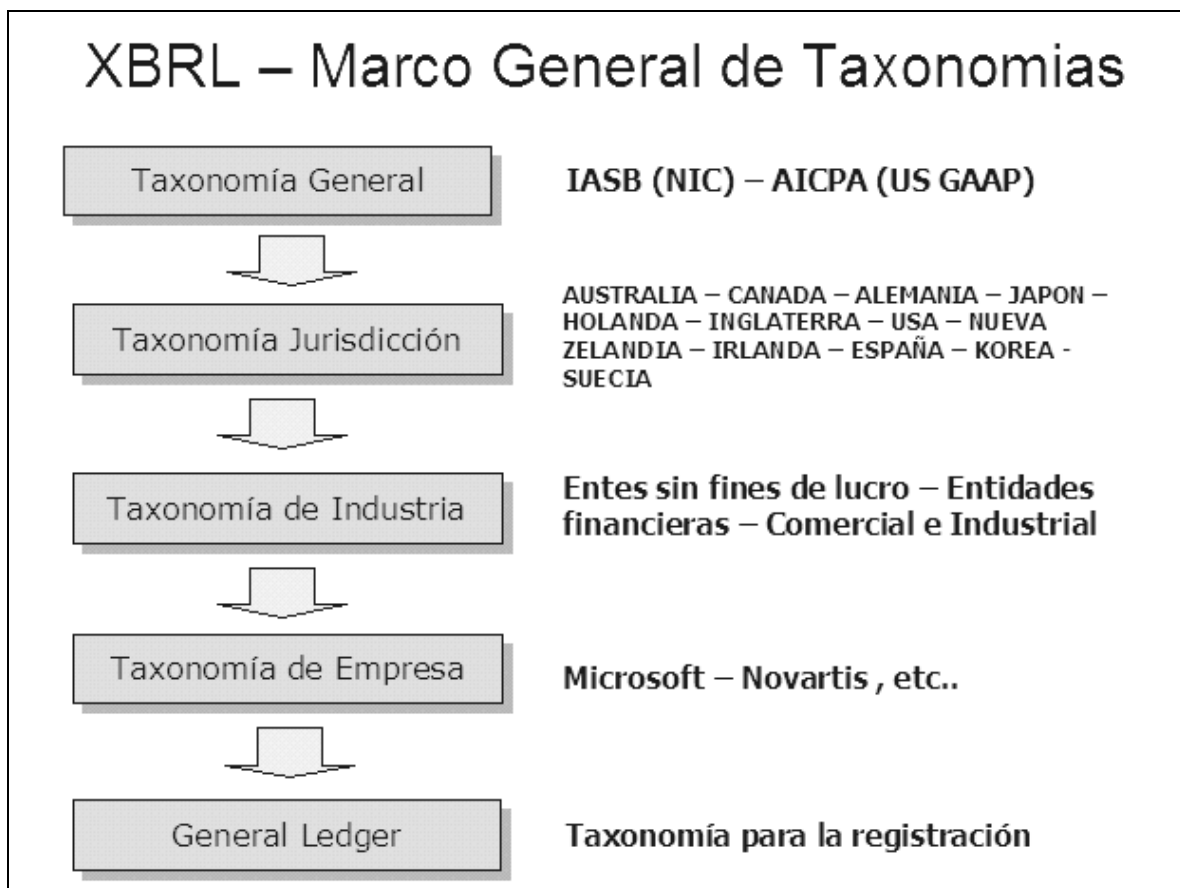 XBRL – Marco General de Taxonomias
Taxonomía General
IASB (NIC) – AICPA (US GAAP)
Taxonomía Jurisdicción
AUSTRALIA – CANADA – ALEMANIA – JAPON –
HOLANDA – INGLATERRA – USA – NUEVA
ZELANDIA – IRLANDA – ESPAÑA – KOREA -
SUECIA
Taxonomía de Industria
Entes sin fines de lucro – Entidades
financieras – Comercial e Industrial
Taxonomía de Empresa
Microsoft – Novartis , etc..
General Ledger
Taxonomía para la registración